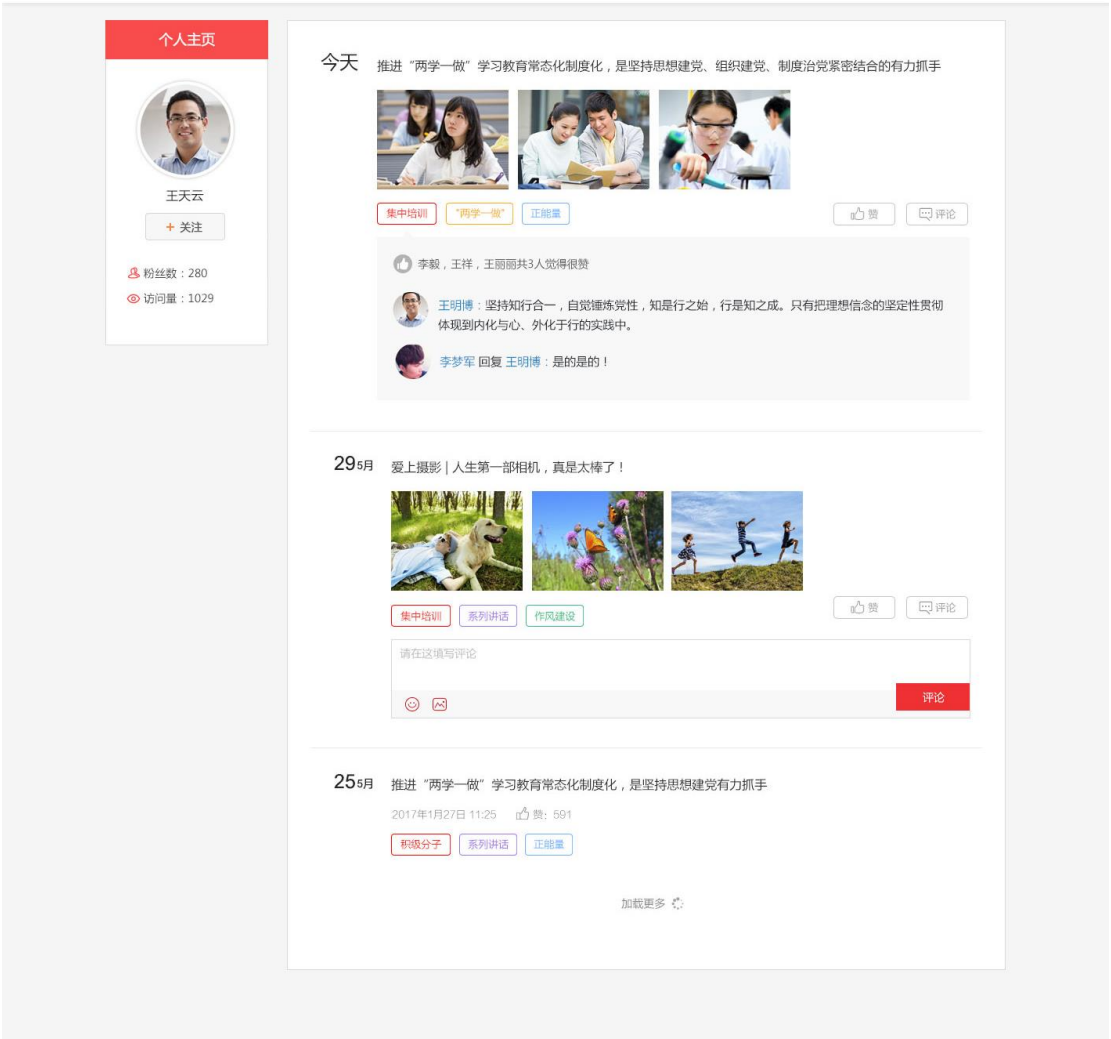 个人主页
王天云
+ 关注
粉丝数：280
访问量：1029
今天 推进“两学一做”学习教育常态化制度化，是坚持思想建党、组织建党、制度治党紧密结合的有力抓手
集中培训 “两学一做” 正能量 赞 评论
李毅，王祥，王丽丽共3人觉得很赞
王明博：坚持知行合一，自觉锤炼党性，知是行之始，行是知之成。只有把理想信念的坚定性贯彻
体现到内化与心、外化于行的实践中。
李梦军 回复 王明博：是的是的！
29 5月 爱上摄影 | 人生第一部相机，真是太棒了！
集中培训 系列讲话 作风建设 赞 评论
请在这填写评论
评论
25 5月 推进“两学一做”学习教育常态化制度化，是坚持思想建党有力抓手
2017年1月27日 11:25 赞: 591
积级分子 系列讲话 正能量
加载更多